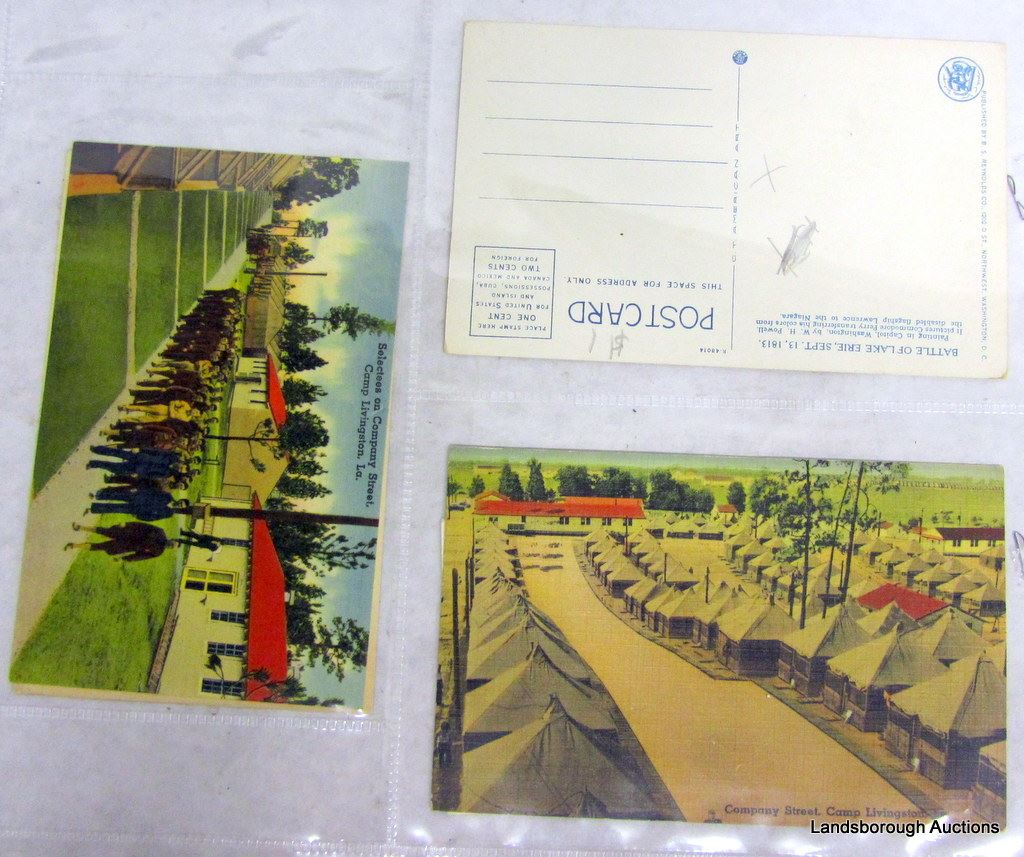 BATTLE OF LAKE ERIE, SEPT. 13, 1813.
Painting in Capitol, Washington, by W. H. Powell,
it pictures Commodore Perry transferring his colors from
the disabled flagship Lawrence to the Niagara.
PUBLISHED BY B. S. REYNOLDS CO., 1200 D ST. NORTHWEST, WASHINGTON, D. C.
POSTCARD
THIS SPACE FOR ADDRESS ONLY
PLACE STAMP HERE
ONE CENT
FOR UNITED STATES
AND ISLAND
POSSESSIONS, CUBA,
CANADA AND MEXICO
TWO CENTS
FOR FOREIGN
Selectees on Company Street,
Camp Livingston, La.
Company Street, Camp Livingston
Landsborough Auctions